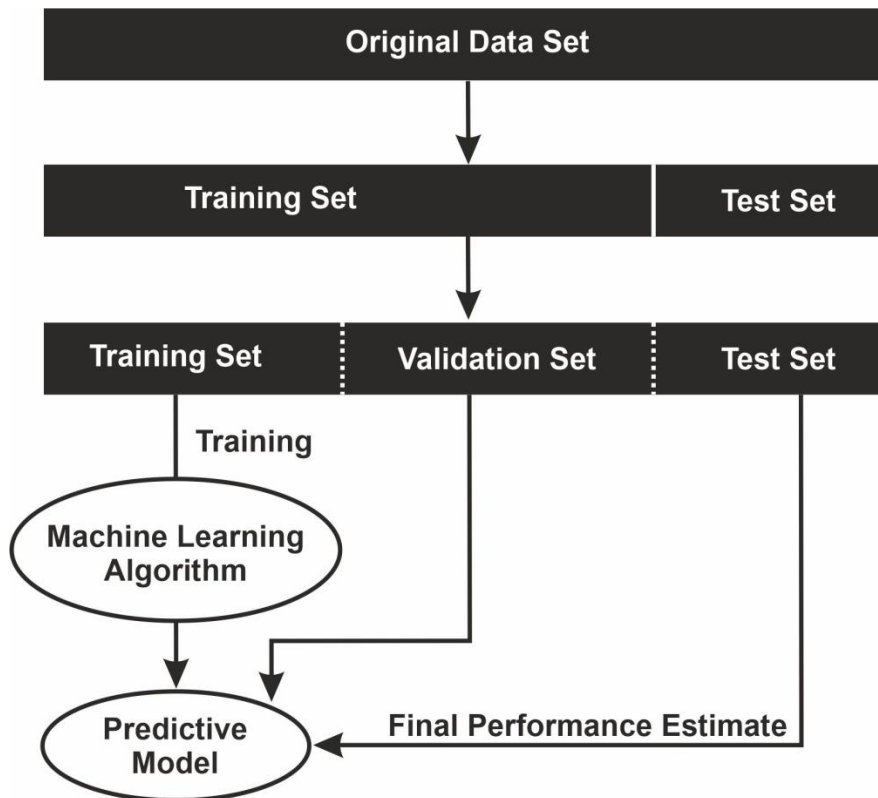 Original Data Set
Training Set
Test Set
Training Set
Validation Set
Test Set
Training
Machine Learning
Algorithm
Predictive
Model
Final Performance Estimate